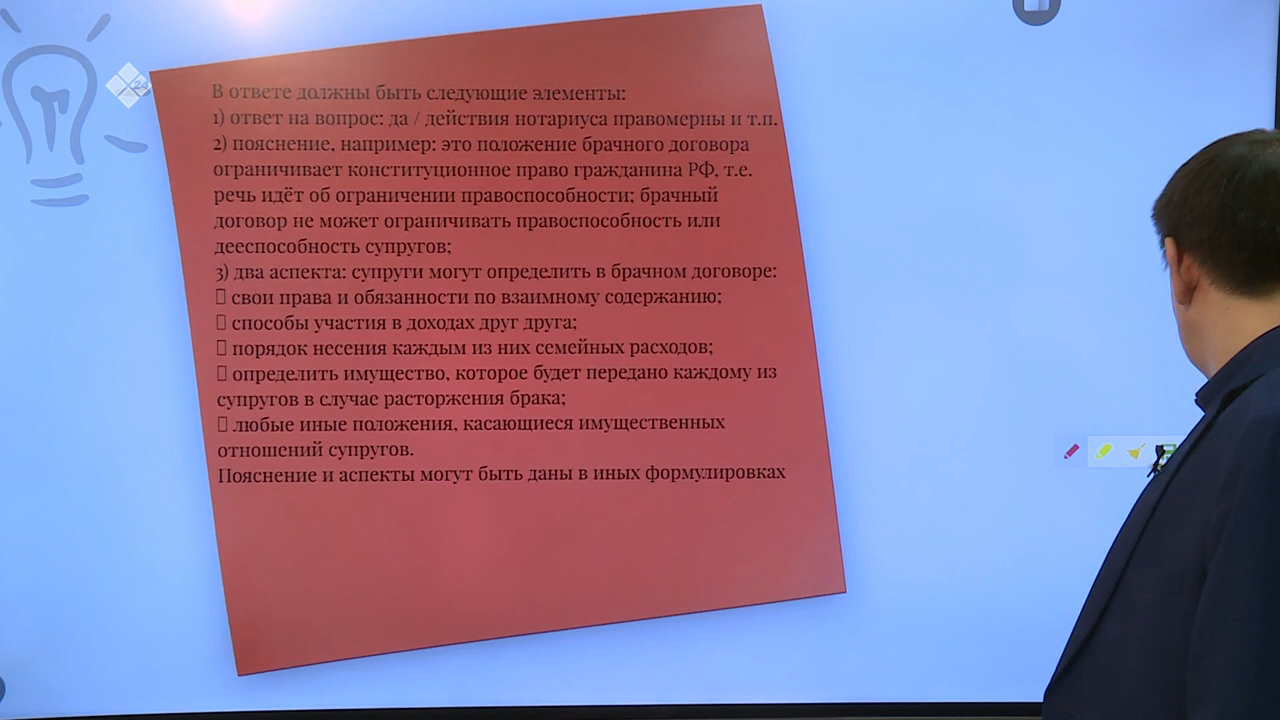 24
В ответе должны быть следующие элементы:
1) ответ на вопрос: да / действия нотариуса правомерны и т.п.
2) пояснение, например: это положение брачного договора
ограничивает конституционное право гражданина РФ, т.е.
речь идёт об ограничении правоспособности; брачный
договор не может ограничивать правоспособность или
дееспособность супругов;
3) два аспекта: супруги могут определить в брачном договоре:
свои права и обязанности по взаимному содержанию;
способы участия в доходах друг друга;
порядок несения каждым из них семейных расходов;
определить имущество, которое будет передано каждому из
супругов в случае расторжения брака;
любые иные положения, касающиеся имущественных
отношений супругов.
Пояснение и аспекты могут быть даны в иных формулировках